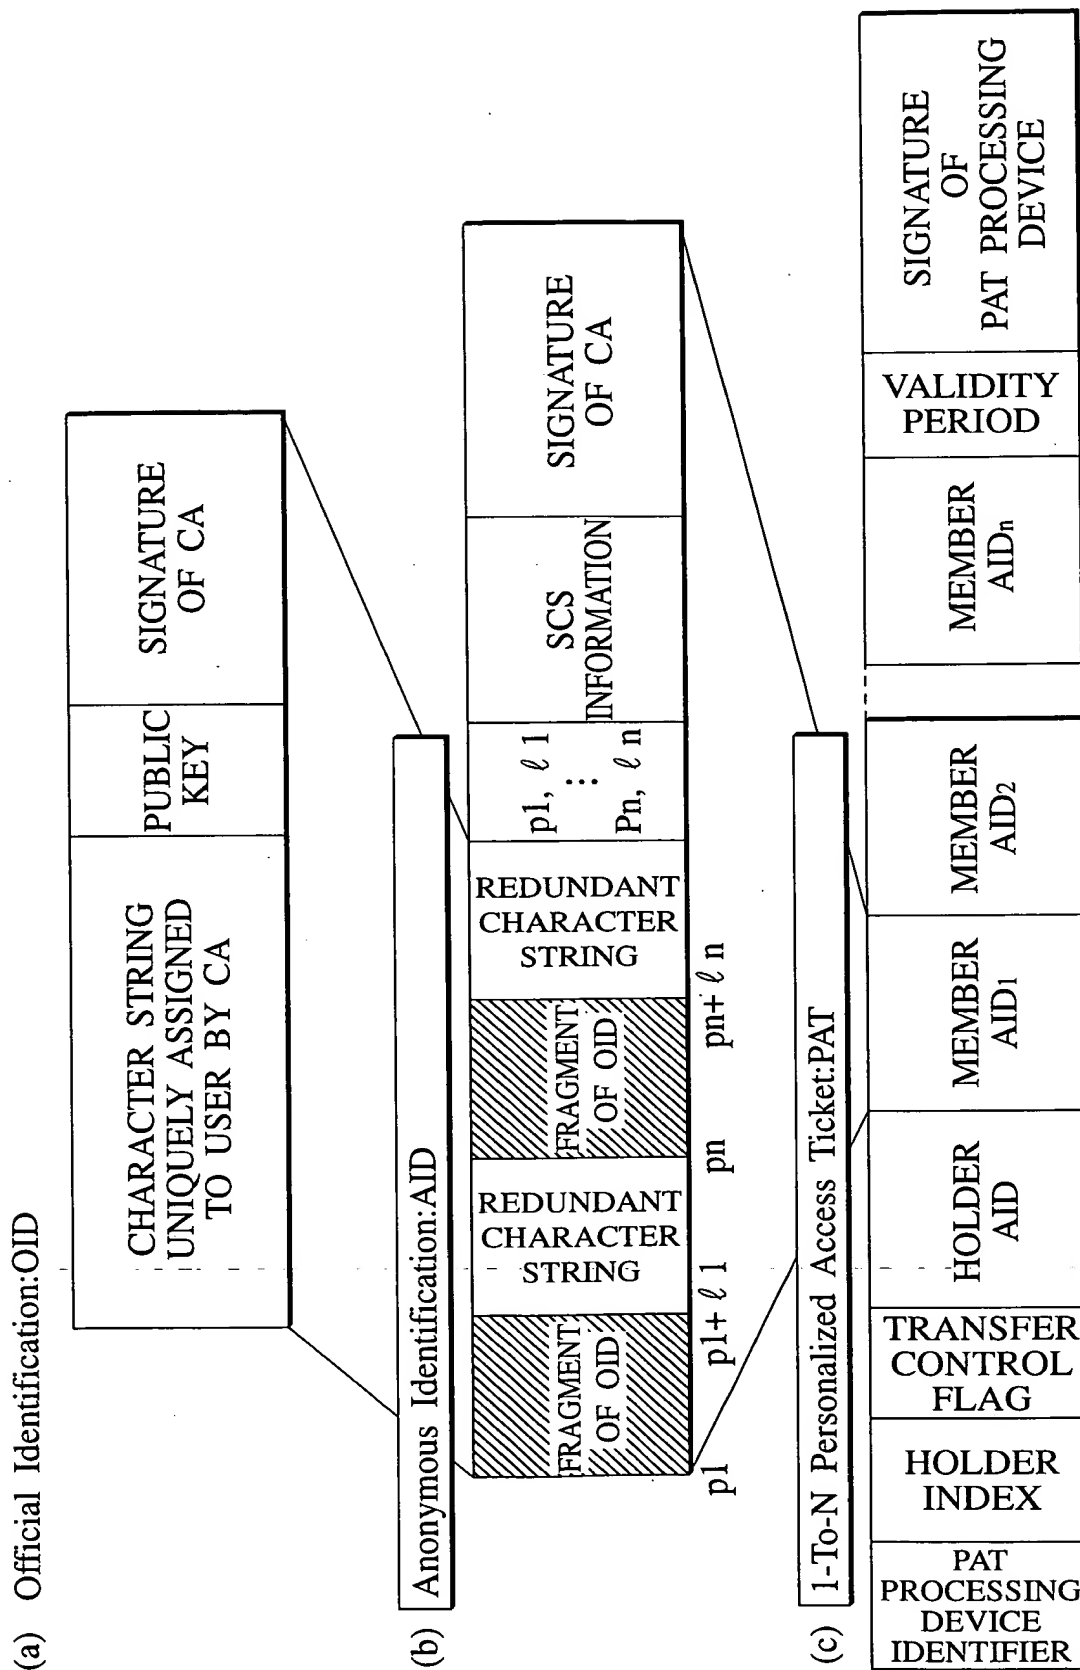 (a) Official Identification:OID
CHARACTER STRING
UNIQUELY ASSIGNED
TO USER BY CA
PUBLIC
KEY
SIGNATURE
OF CA
(b) Anonymous Identification:AID
FRAGMENT
OF OID
REDUNDANT
CHARACTER
STRING
FRAGMENT
OF OID
REDUNDANT
CHARACTER
STRING
p1, ℓ 1
⋮
Pn, ℓ n
SCS
INFORMATION
SIGNATURE
OF CA
p1
p1+ ℓ 1
pn
pn+ ℓ n
(c) 1-To-N Personalized Access Ticket:PAT
PAT
PROCESSING
DEVICE
IDENTIFIER
HOLDER
INDEX
TRANSFER
CONTROL
FLAG
HOLDER
AID
MEMBER
AID1
MEMBER
AID2
MEMBER
AIDn
VALIDITY
PERIOD
SIGNATURE
OF
PAT PROCESSING
DEVICE